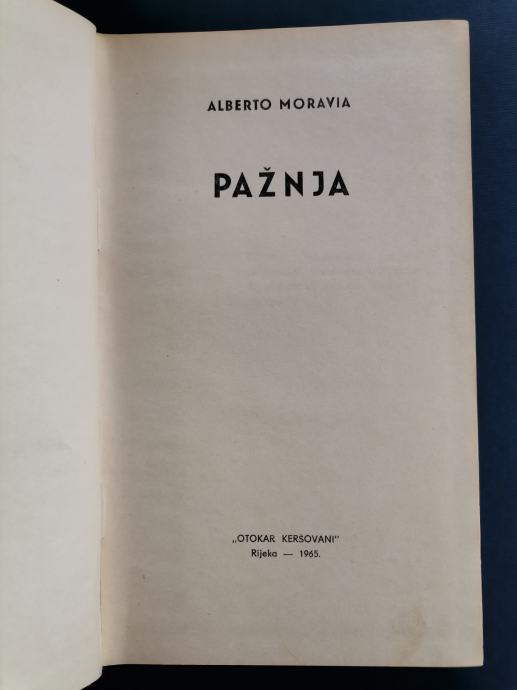 ALBERTO MORAVIA
PAŽNJA
„OTOKAR KERŠOVANI"
Rijeka — 1965.